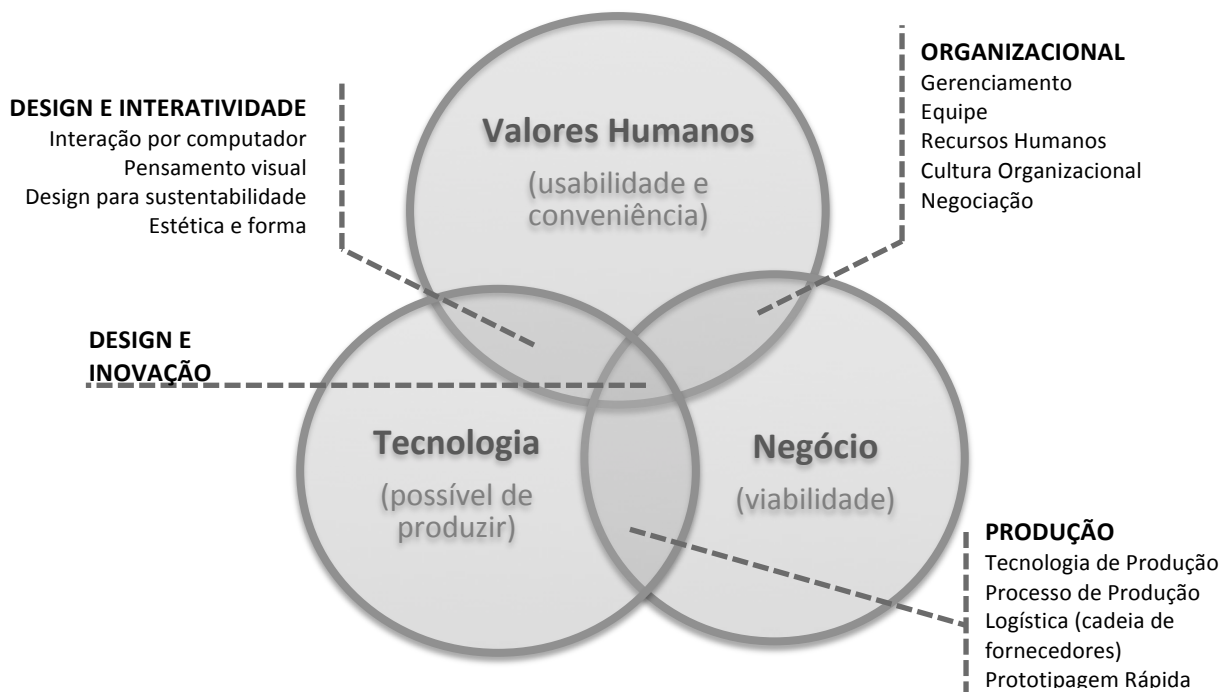 ORGANIZACIONAL
Gerenciamento
Equipe
Recursos Humanos
Cultura Organizacional
Negociação
DESIGN E INTERATIVIDADE
Interação por computador
Pensamento visual
Design para sustentabilidade
Estética e forma
Valores Humanos
(usabilidade e
conveniência)
DESIGN E
INOVAÇÃO
Tecnologia
(possível de
produzir)
Negócio
(viabilidade)
PRODUÇÃO
Tecnologia de Produção
Processo de Produção
Logística (cadeia de
fornecedores)
Prototipagem Rápida